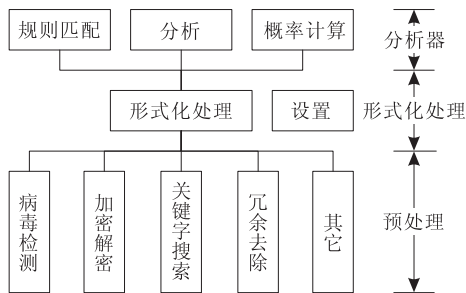 规则匹配
分析
概率计算
分析器
形式化处理
设置
形式化处理
病毒检测
加密解密
关键字搜索
冗余去除
其它
预处理